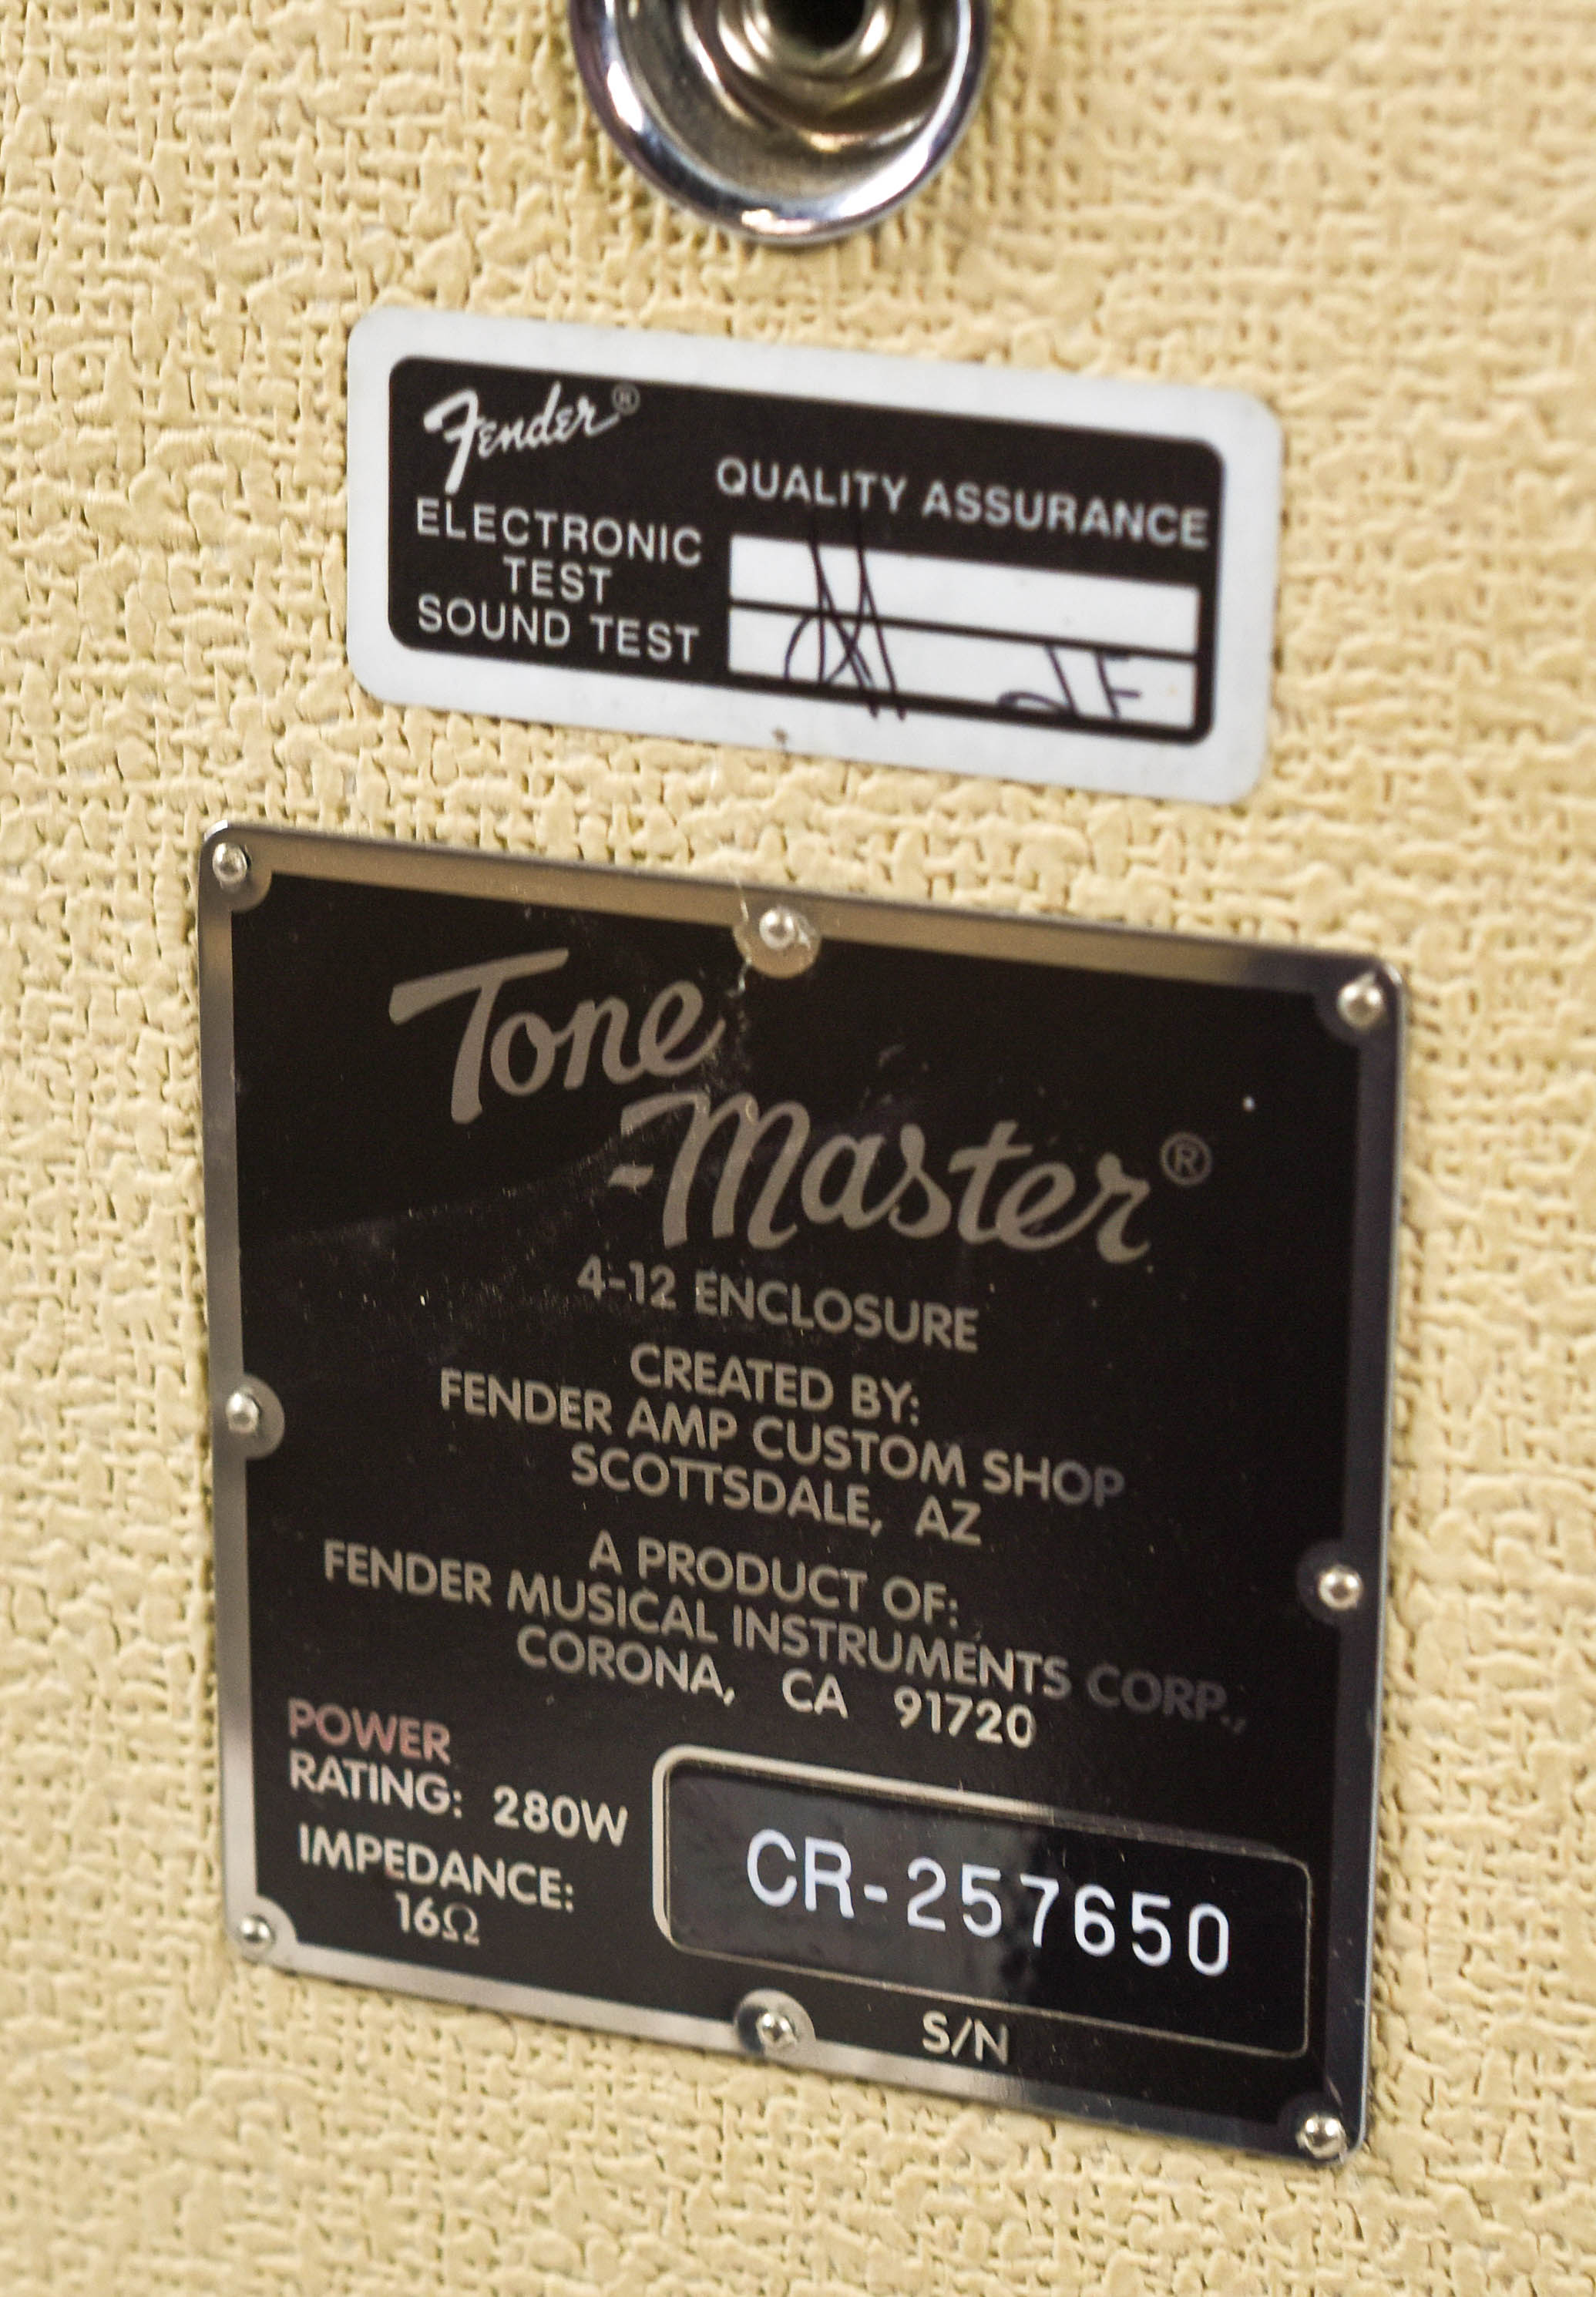 Fender®
QUALITY ASSURANCE
ELECTRONIC
TEST
SOUND TEST
Tone
-Master®
4-12 ENCLOSURE
CREATED BY:
FENDER AMP CUSTOM SHOP
SCOTTSDALE, AZ
A PRODUCT OF:
FENDER MUSICAL INSTRUMENTS CORP.,
CORONA, CA 91720
POWER
RATING: 280W
IMPEDANCE:
16Ω
CR-257650
S/N